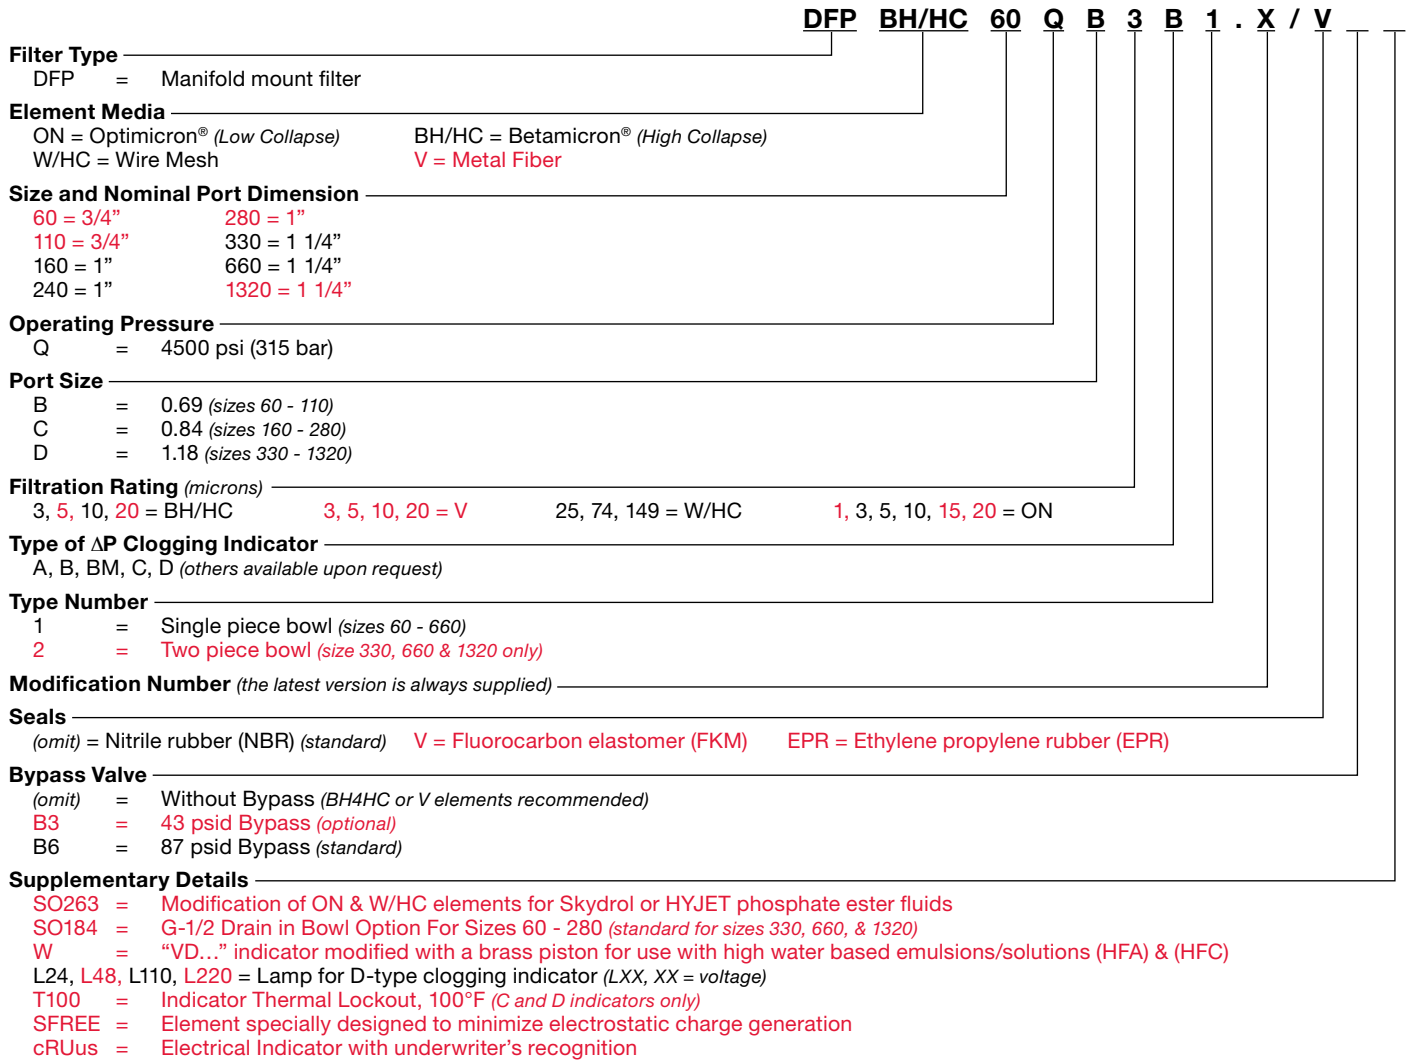 DFP BH/HC 60 Q B 3 B 1 . X / V _ _
Filter Type
DFP = Manifold mount filter
Element Media
ON = Optimicron® (Low Collapse) BH/HC = Betamicron® (High Collapse)
W/HC = Wire Mesh V = Metal Fiber
Size and Nominal Port Dimension
60 = 3/4” 280 = 1”
110 = 3/4” 330 = 1 1/4”
160 = 1” 660 = 1 1/4”
240 = 1” 1320 = 1 1/4”
Operating Pressure
Q = 4500 psi (315 bar)
Port Size
B = 0.69 (sizes 60 - 110)
C = 0.84 (sizes 160 - 280)
D = 1.18 (sizes 330 - 1320)
Filtration Rating (microns)
3, 5, 10, 20 = BH/HC 3, 5, 10, 20 = V 25, 74, 149 = W/HC 1, 3, 5, 10, 15, 20 = ON
Type of ΔP Clogging Indicator
A, B, BM, C, D (others available upon request)
Type Number
1 = Single piece bowl (sizes 60 - 660)
2 = Two piece bowl (size 330, 660 & 1320 only)
Modification Number (the latest version is always supplied)
Seals
(omit) = Nitrile rubber (NBR) (standard) V = Fluorocarbon elastomer (FKM) EPR = Ethylene propylene rubber (EPR)
Bypass Valve
(omit) = Without Bypass (BH4HC or V elements recommended)
B3 = 43 psid Bypass (optional)
B6 = 87 psid Bypass (standard)
Supplementary Details
SO263 = Modification of ON & W/HC elements for Skydrol or HYJET phosphate ester fluids
SO184 = G-1/2 Drain in Bowl Option For Sizes 60 - 280 (standard for sizes 330, 660, & 1320)
W = “VD…” indicator modified with a brass piston for use with high water based emulsions/solutions (HFA) & (HFC)
L24, L48, L110, L220 = Lamp for D-type clogging indicator (LXX, XX = voltage)
T100 = Indicator Thermal Lockout, 100°F (C and D indicators only)
SFREE = Element specially designed to minimize electrostatic charge generation
cRUus = Electrical Indicator with underwriter’s recognition